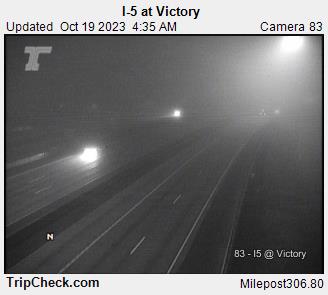 I-5 at Victory
Updated Oct 19 2023 4:35 AM Camera 83
T
N
83 - I5 @ Victory
TripCheck.com Milepost306.80